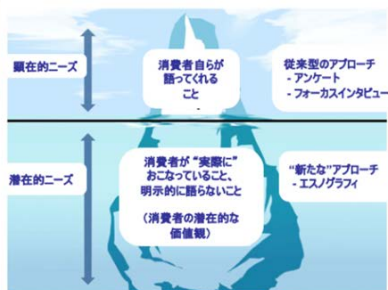 顕在的ニーズ
消費者自らが
語ってくれる
こと
従来型のアプローチ
- アンケート
- フォーカスインタビュー
潜在的ニーズ
消費者が“実際に”
おこなっていること、
明示的に語らないこと
(消費者の潜在的な
価値観)
“新たな”アプローチ
- エスノグラフィ